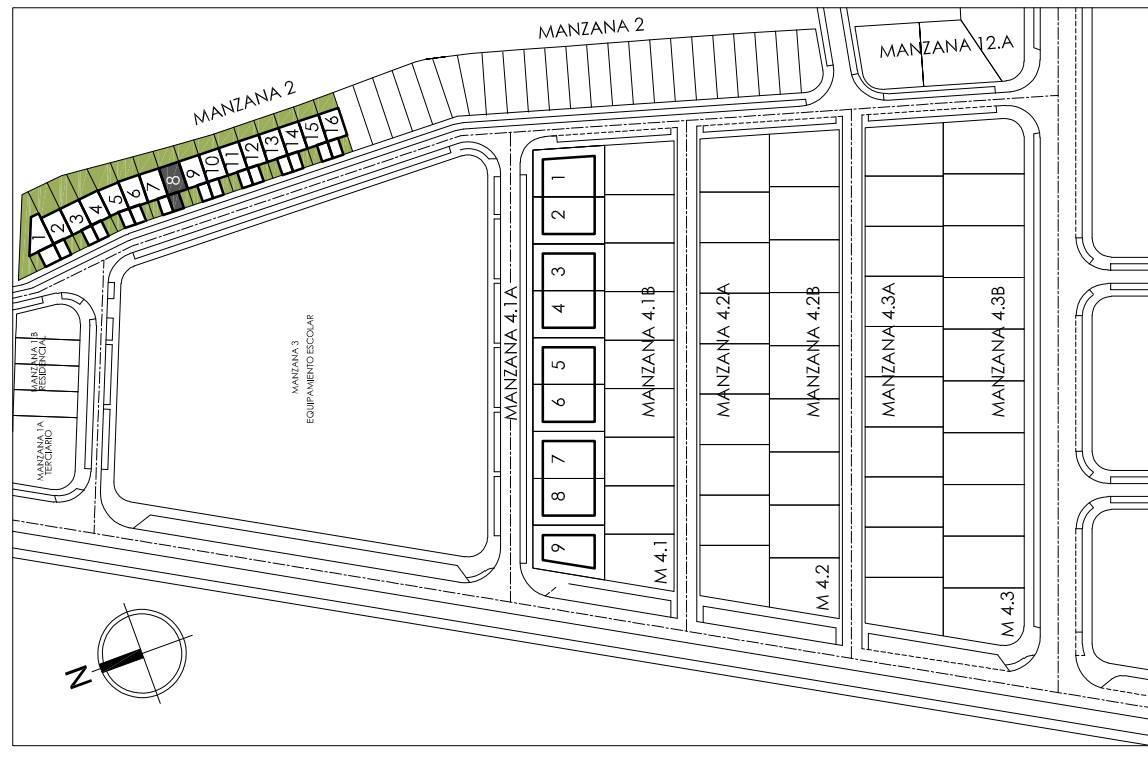 MANZANA 2
MANZANA 2
MANZANA 12.A
1
2
3
4
5
6
7
8
9
10
11
12
13
14
15
16
MANZANA 1.B
RESIDENCIAL
MANZANA 1A
TERCIARIO
MANZANA 3
EQUIPAMIENTO ESCOLAR
MANZANA 4.1A
1
2
3
4
5
6
7
8
9
MANZANA 4.1B
M 4.1
MANZANA 4.2A
MANZANA 4.2B
M 4.2
MANZANA 4.3A
MANZANA 4.3B
M 4.3
N